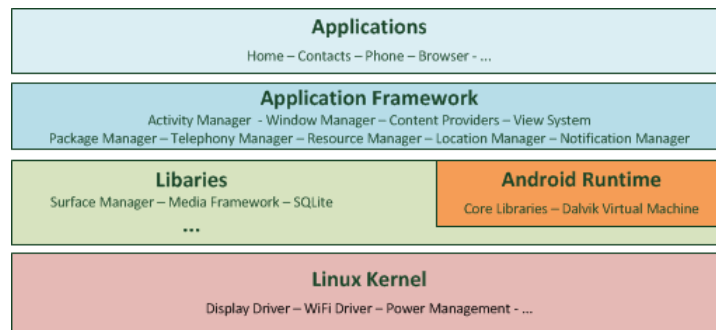 Applications
Home – Contacts – Phone – Browser - ...
Application Framework
Activity Manager - Window Manager – Content Providers – View System
Package Manager – Telephony Manager – Resource Manager – Location Manager – Notification Manager
Libaries
Surface Manager – Media Framework – SQLite
...
Android Runtime
Core Libraries – Dalvik Virtual Machine
Linux Kernel
Display Driver – WiFi Driver – Power Management - ...